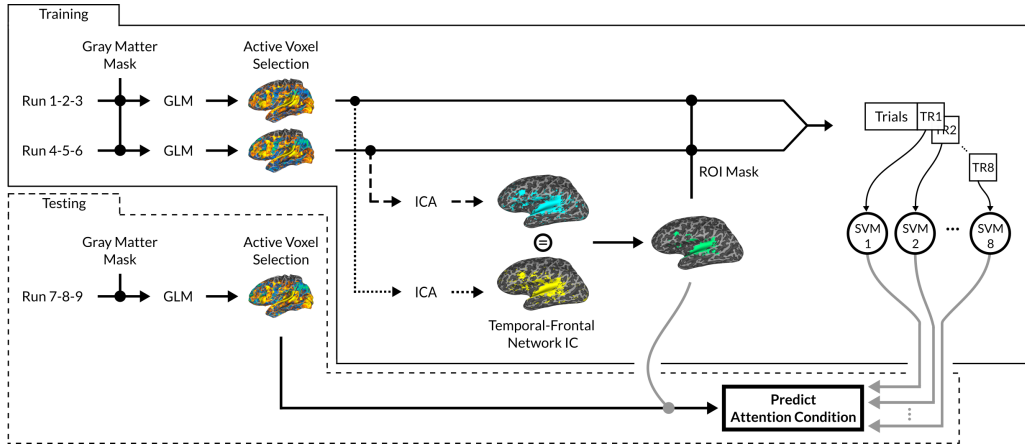 Training
Gray Matter
Mask
Active Voxel
Selection
Run 1-2-3
GLM
Run 4-5-6
GLM
Trials
TR1
TR2
TR8
ROI Mask
ICA
=
ICA
Temporal-Frontal
Network IC
SVM
1
SVM
2
...
SVM
8
Testing
Gray Matter
Mask
Active Voxel
Selection
Run 7-8-9
GLM
Predict
Attention Condition